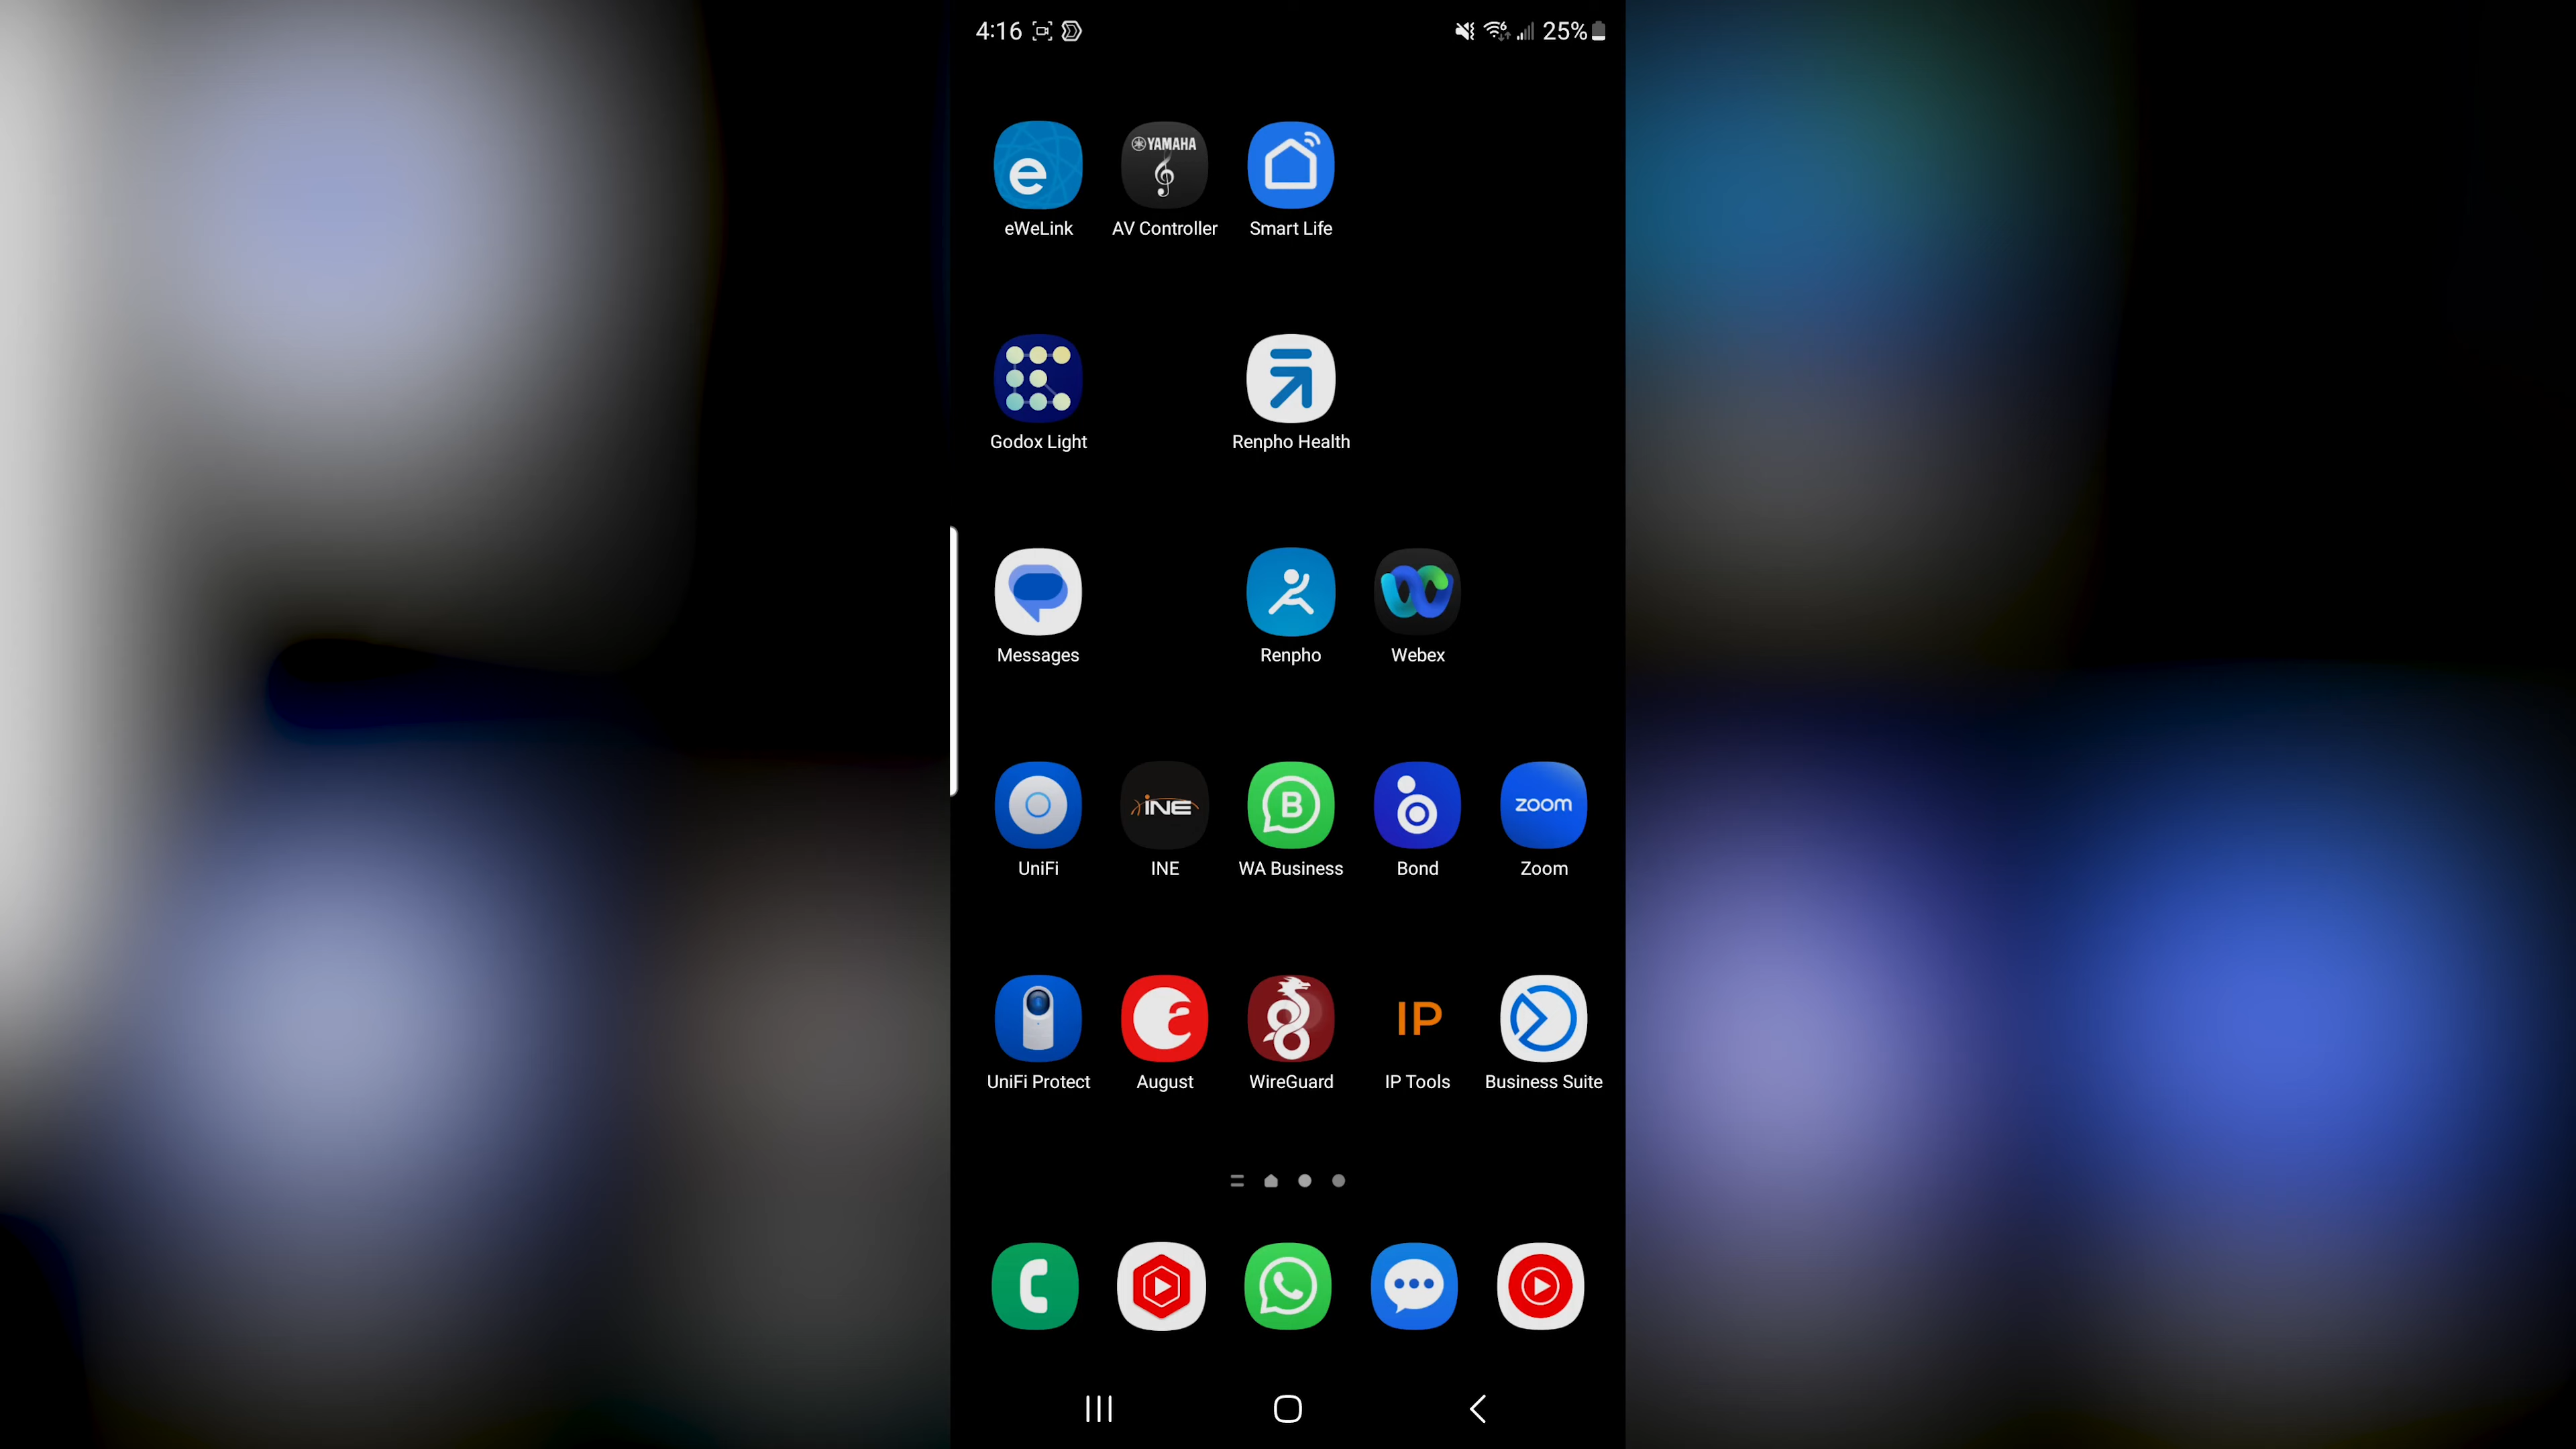 4:16 25%
YAMAHA
eWeLink AV Controller Smart Life
Godox Light Renpho Health
Messages Renpho Webex
iNE B zoom
UniFi INE WA Business Bond Zoom
IP
UniFi Protect August WireGuard IP Tools Business Suite